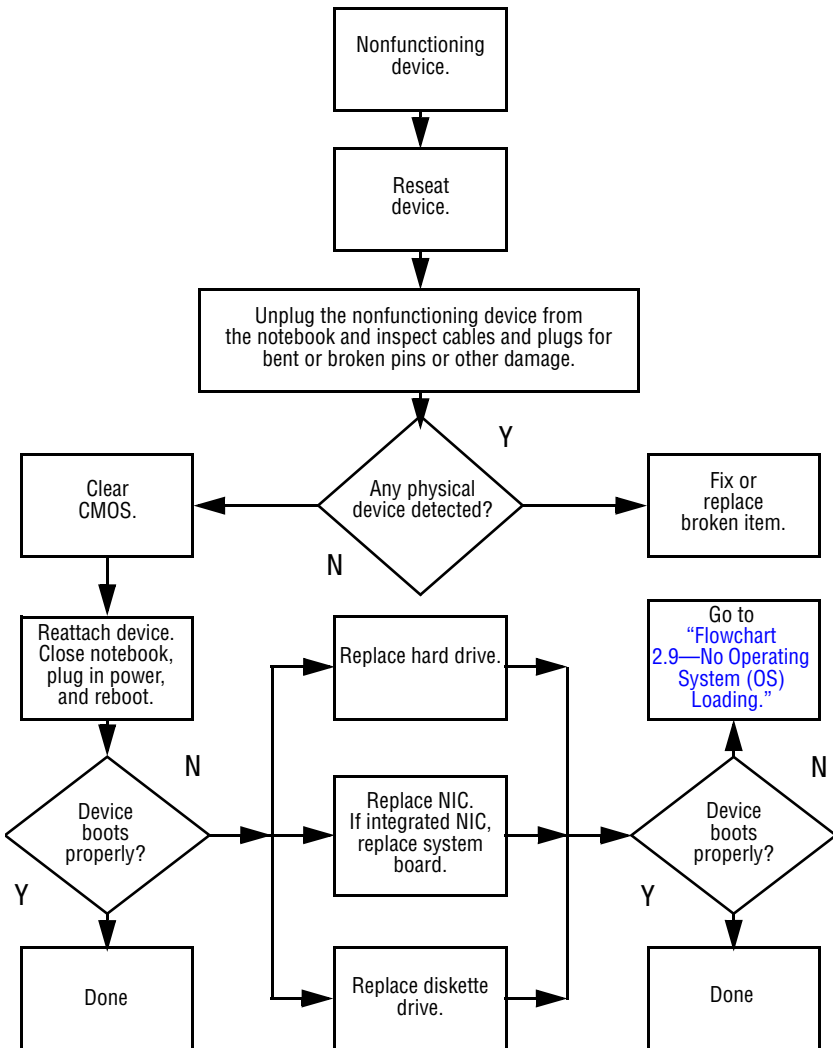 Nonfunctioning
device.
Reseat
device.
Unplug the nonfunctioning device from
the notebook and inspect cables and plugs for
bent or broken pins or other damage.
Y
Any physical
device detected?
N
Clear
CMOS.
Fix or
replace
broken item.
Reattach device.
Close notebook,
plug in power,
and reboot.
Replace hard drive.
Go to
“Flowchart
2.9—No Operating
System (OS)
Loading.”
N
N
Device
boots
properly?
Replace NIC.
If integrated NIC,
replace system
board.
Device
boots
properly?
Y
Y
Done
Replace diskette
drive.
Done